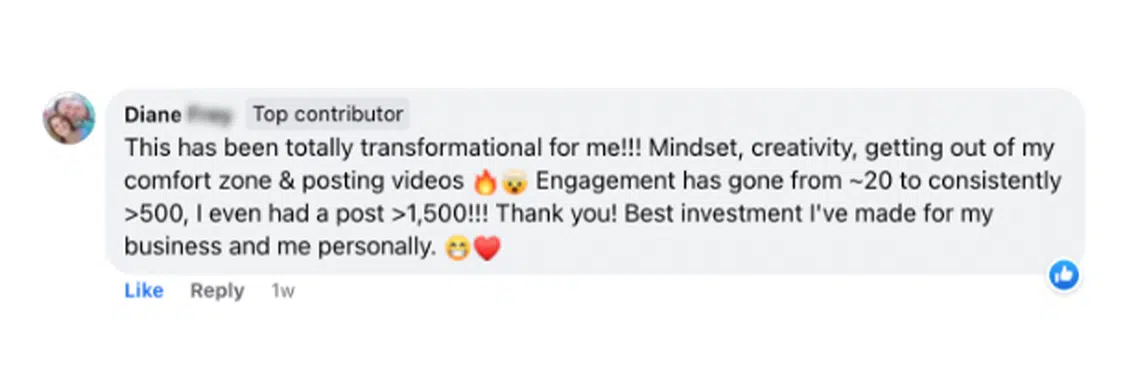 Diane Top contributor
This has been totally transformational for me!!! Mindset, creativity, getting out of my
comfort zone & posting videos 🔥🤯 Engagement has gone from ~20 to consistently
>500, I even had a post >1,500!!! Thank you! Best investment I've made for my
business and me personally. 😁❤️
Like Reply 1w